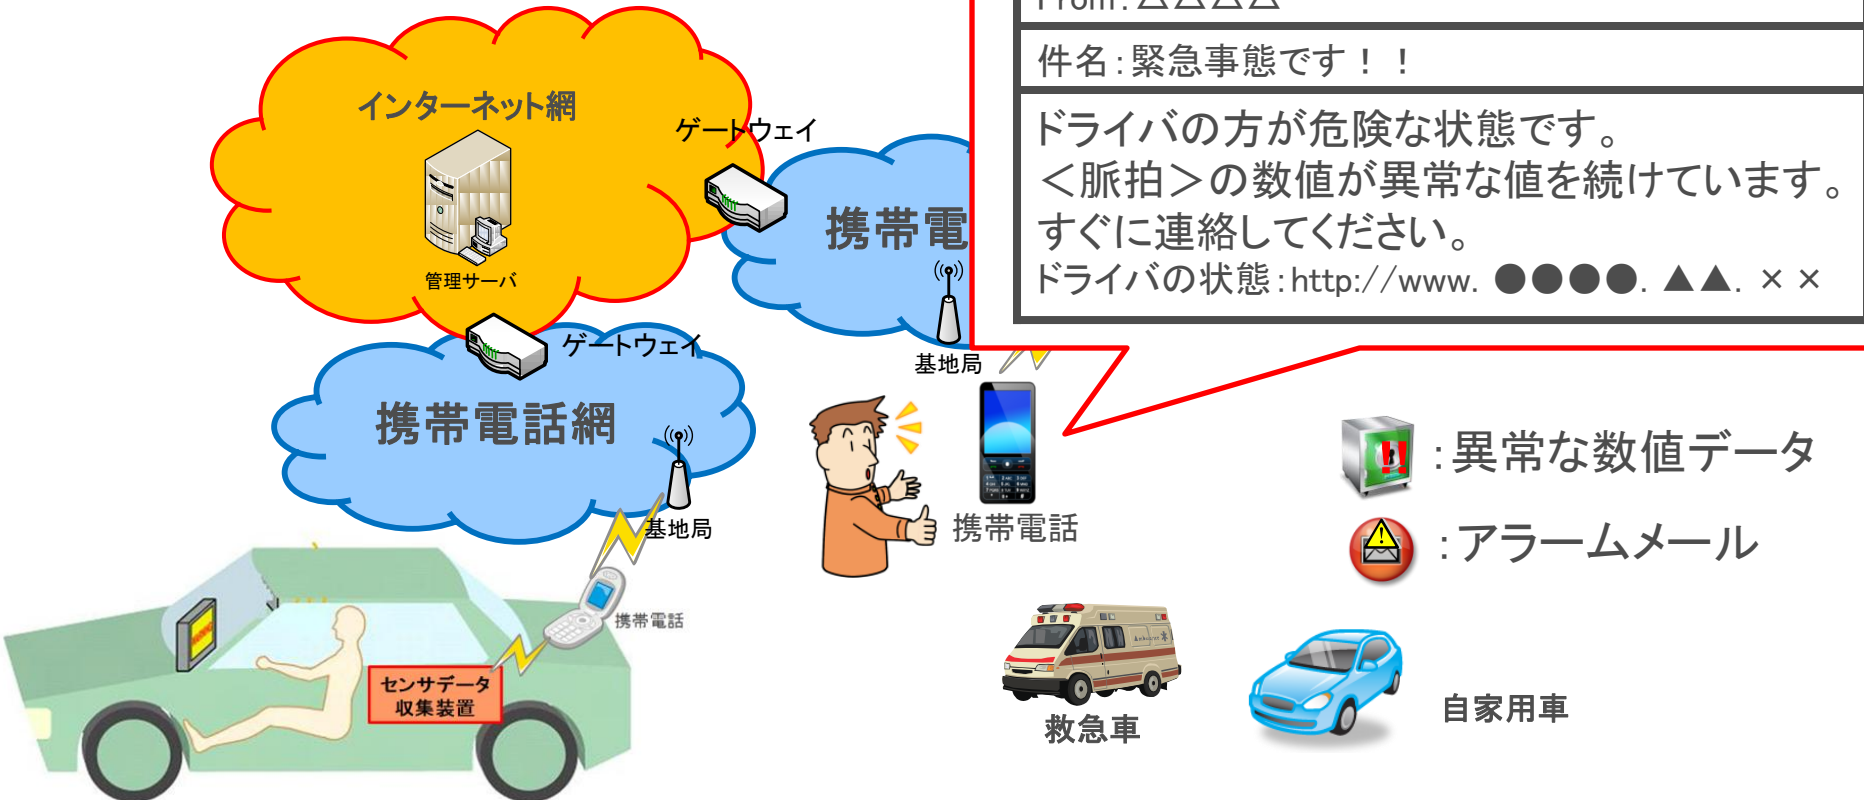 From：△△△△
件名：緊急事態です！！
ドライバの方が危険な状態です。
＜脈拍＞の数値が異常な値を続けています。
すぐに連絡してください。
ドライバの状態：http://www. ●●●●. ▲▲. ××
インターネット網
ゲートウェイ
管理サーバ
携帯電
基地局
ゲートウェイ
携帯電話網
基地局
携帯電話
：異常な数値データ
：アラームメール
携帯電話
センサデータ
収集装置
救急車
自家用車